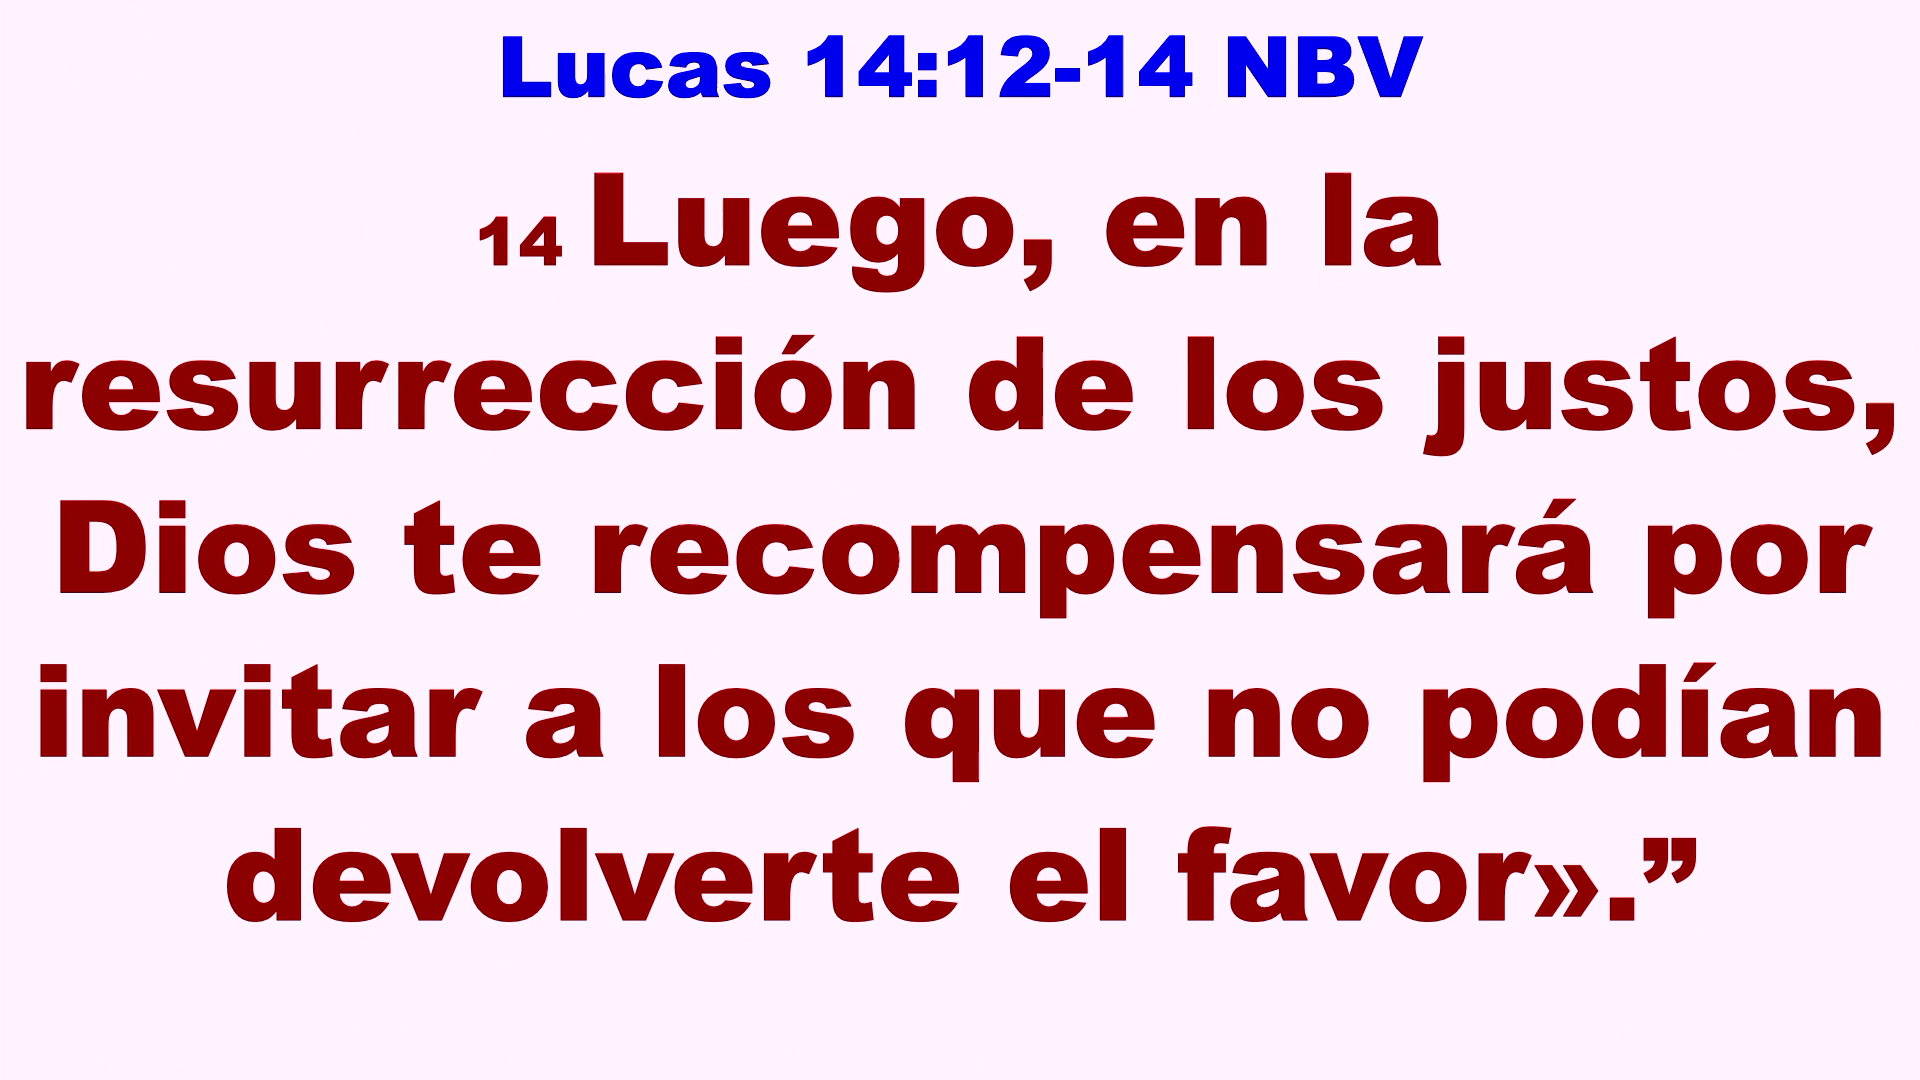 Lucas 14:12-14 NBV
14 Luego, en la
resurrección de los justos,
Dios te recompensará por
invitar a los que no podían
devolverte el favor».”